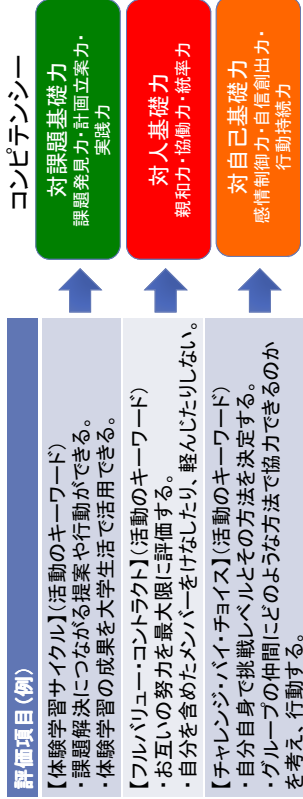 評価項目(例)
【体験学習サイクル】(活動のキーワード)
・課題解決につながる提案や行動ができる。
・体験学習の成果を大学生活で活用できる。
【フルバリュー・コントラクト】(活動のキーワード)
・お互いの努力を最大限に評価する。
・自分を含めたメンバーをけなしたり、軽んじたりしない。
【チャレンジ・バイ・チョイス】(活動のキーワード)
・自分自身で挑戦レベルとその方法を決定する。
・グループの仲間にどのような方法で協力できるのか
を考え、行動する。
コンピテンシー
対課題基礎力
課題発見力・計画立案力・
実践力
対人基礎力
親和力・協働力・統率力
対自己基礎力
感情制御力・自信創出力・
行動持続力